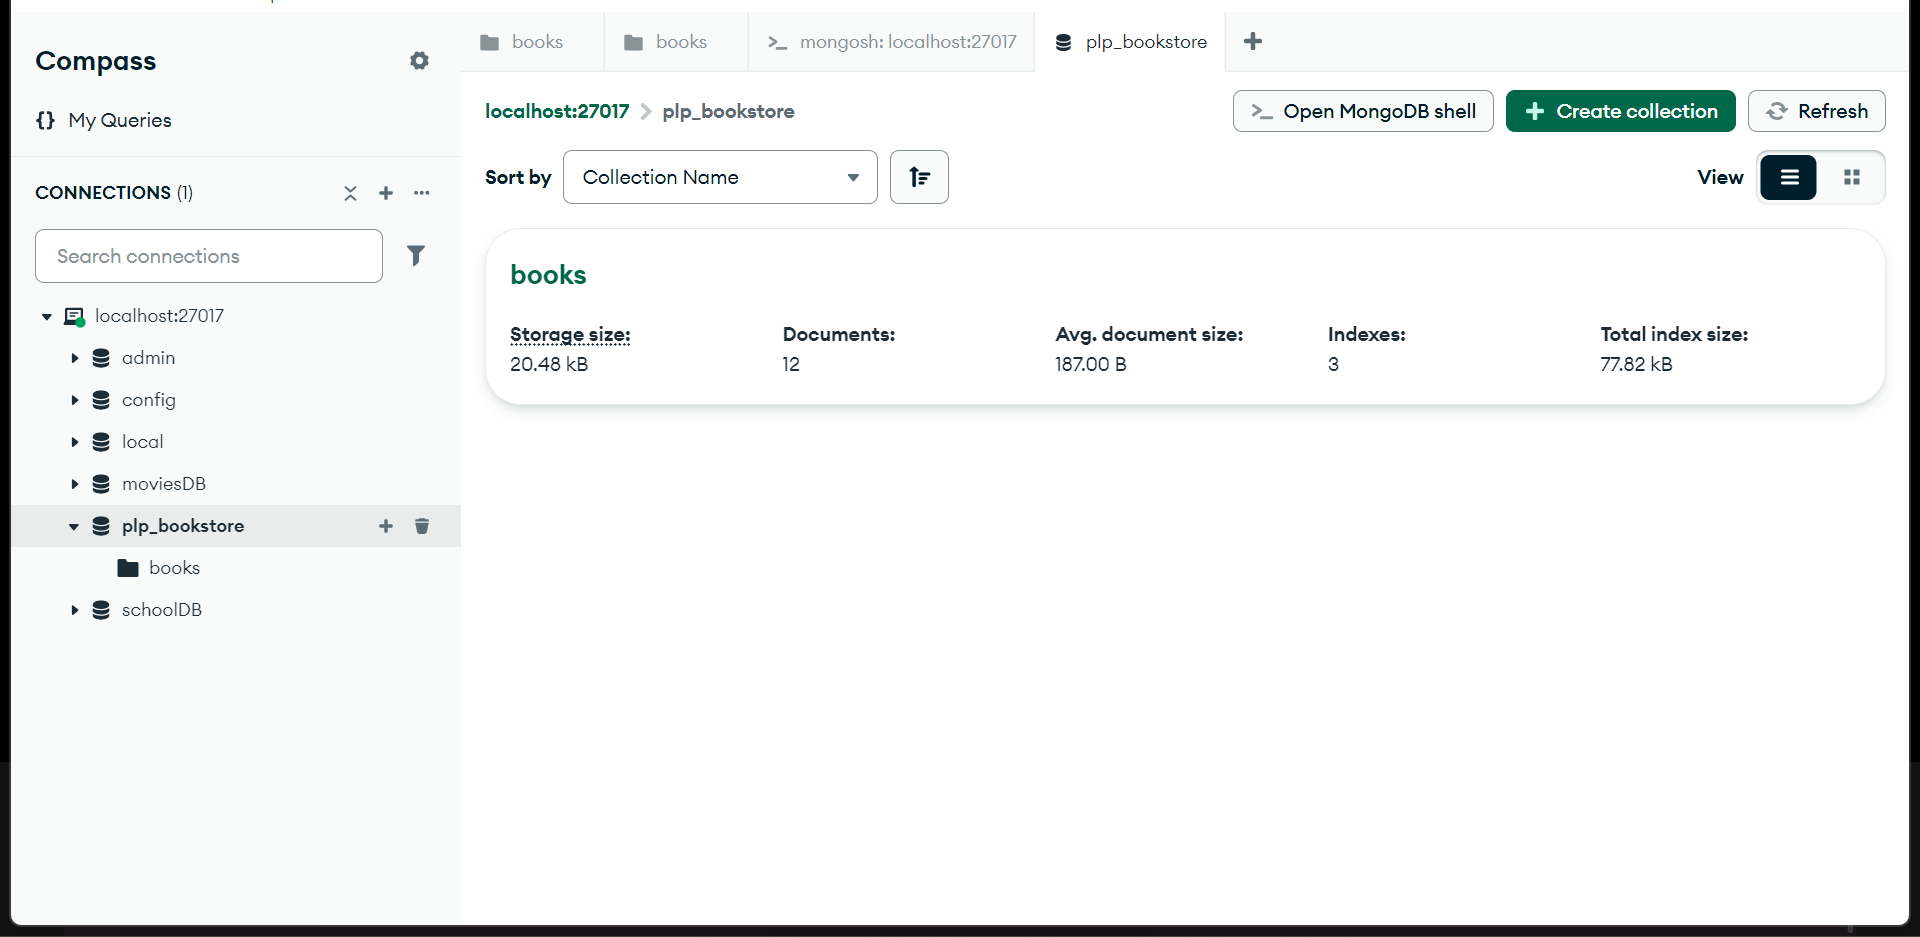 Compass
{} My Queries
CONNECTIONS (1)
Search connections
localhost:27017
admin
config
local
moviesDB
plp_bookstore
books
schoolDB
books
books
>_ mongosh: localhost:27017
plp_bookstore
localhost:27017 > plp_bookstore
>_ Open MongoDB shell
+ Create collection
Refresh
Sort by
Collection Name
View
books
Storage size:
20.48 kB
Documents:
12
Avg. document size:
187.00 B
Indexes:
3
Total index size:
77.82 kB